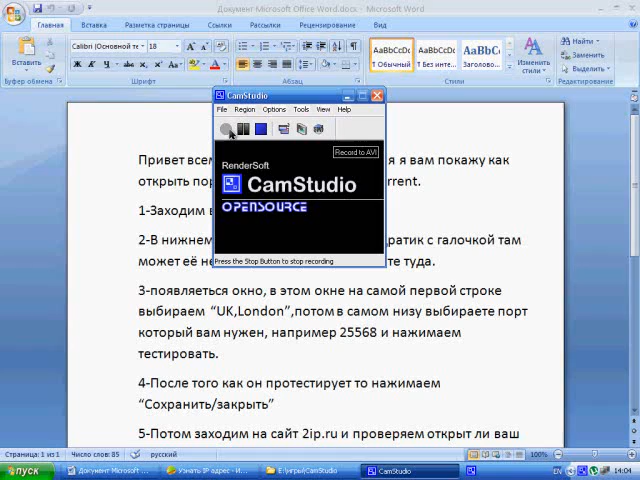 Документ Microsoft Office Word.docx - Microsoft Word
Главная Вставка Разметка страницы Ссылки Рассылки Рецензирование Вид
Calibri (Основной те 18
Вставить
Буфер обмена
Шрифт
Абзац
AaBbCcDc AaBbCcDc AaBbC
¶ Обычный ¶ Без инте... Заголово...
Изменить стили
Стили
Найти
Заменить
Выделить
Редактирование
CamStudio
File Region Options Tools View Help
Record to AVI
RenderSoft
CamStudio
OPENSOURCE
Press the Stop Button to stop recording
Привет всем я вам покажу как
открыть rrent.
1-Заходим
2-В нижнем с галочкой там
может её те туда.
3-появляеться окно, в этом окне на самой первой строке
выбираем “UK,London”,потом в самом низу выбираете порт
который вам нужен, например 25568 и нажимаем
тестировать.
4-После того как он протестирует то нажимаем
“Сохранить/закрыть”
5-Потом заходим на сайт 2ip.ru и проверяем открыт ли ваш
Страница: 1 из 1 Число слов: 85 русский 100%
пуск Документ Microsoft ... Узнать IP адрес - И... E:\игры\CamStudio CamStudio EN 14:04